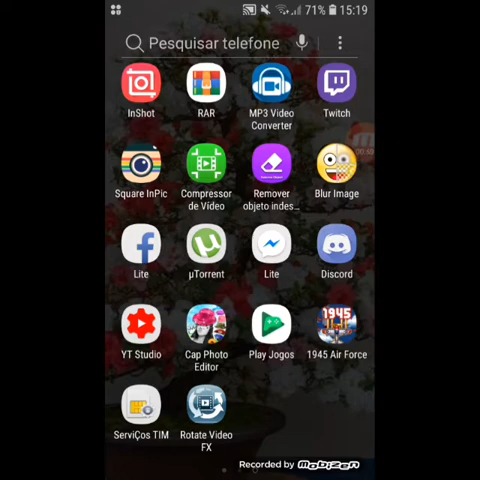 71% 15:19
Pesquisar telefone
InShot
RAR
MP3 Video
Converter
Twitch
Square InPic
Compressor
de Vídeo
Remover
objeto indes...
Blur Image
Lite
µTorrent
Lite
Discord
YT Studio
Cap Photo
Editor
Play Jogos
1945
1945 Air Force
ServiÇos TIM
Rotate Video
FX
Recorded by mobizen